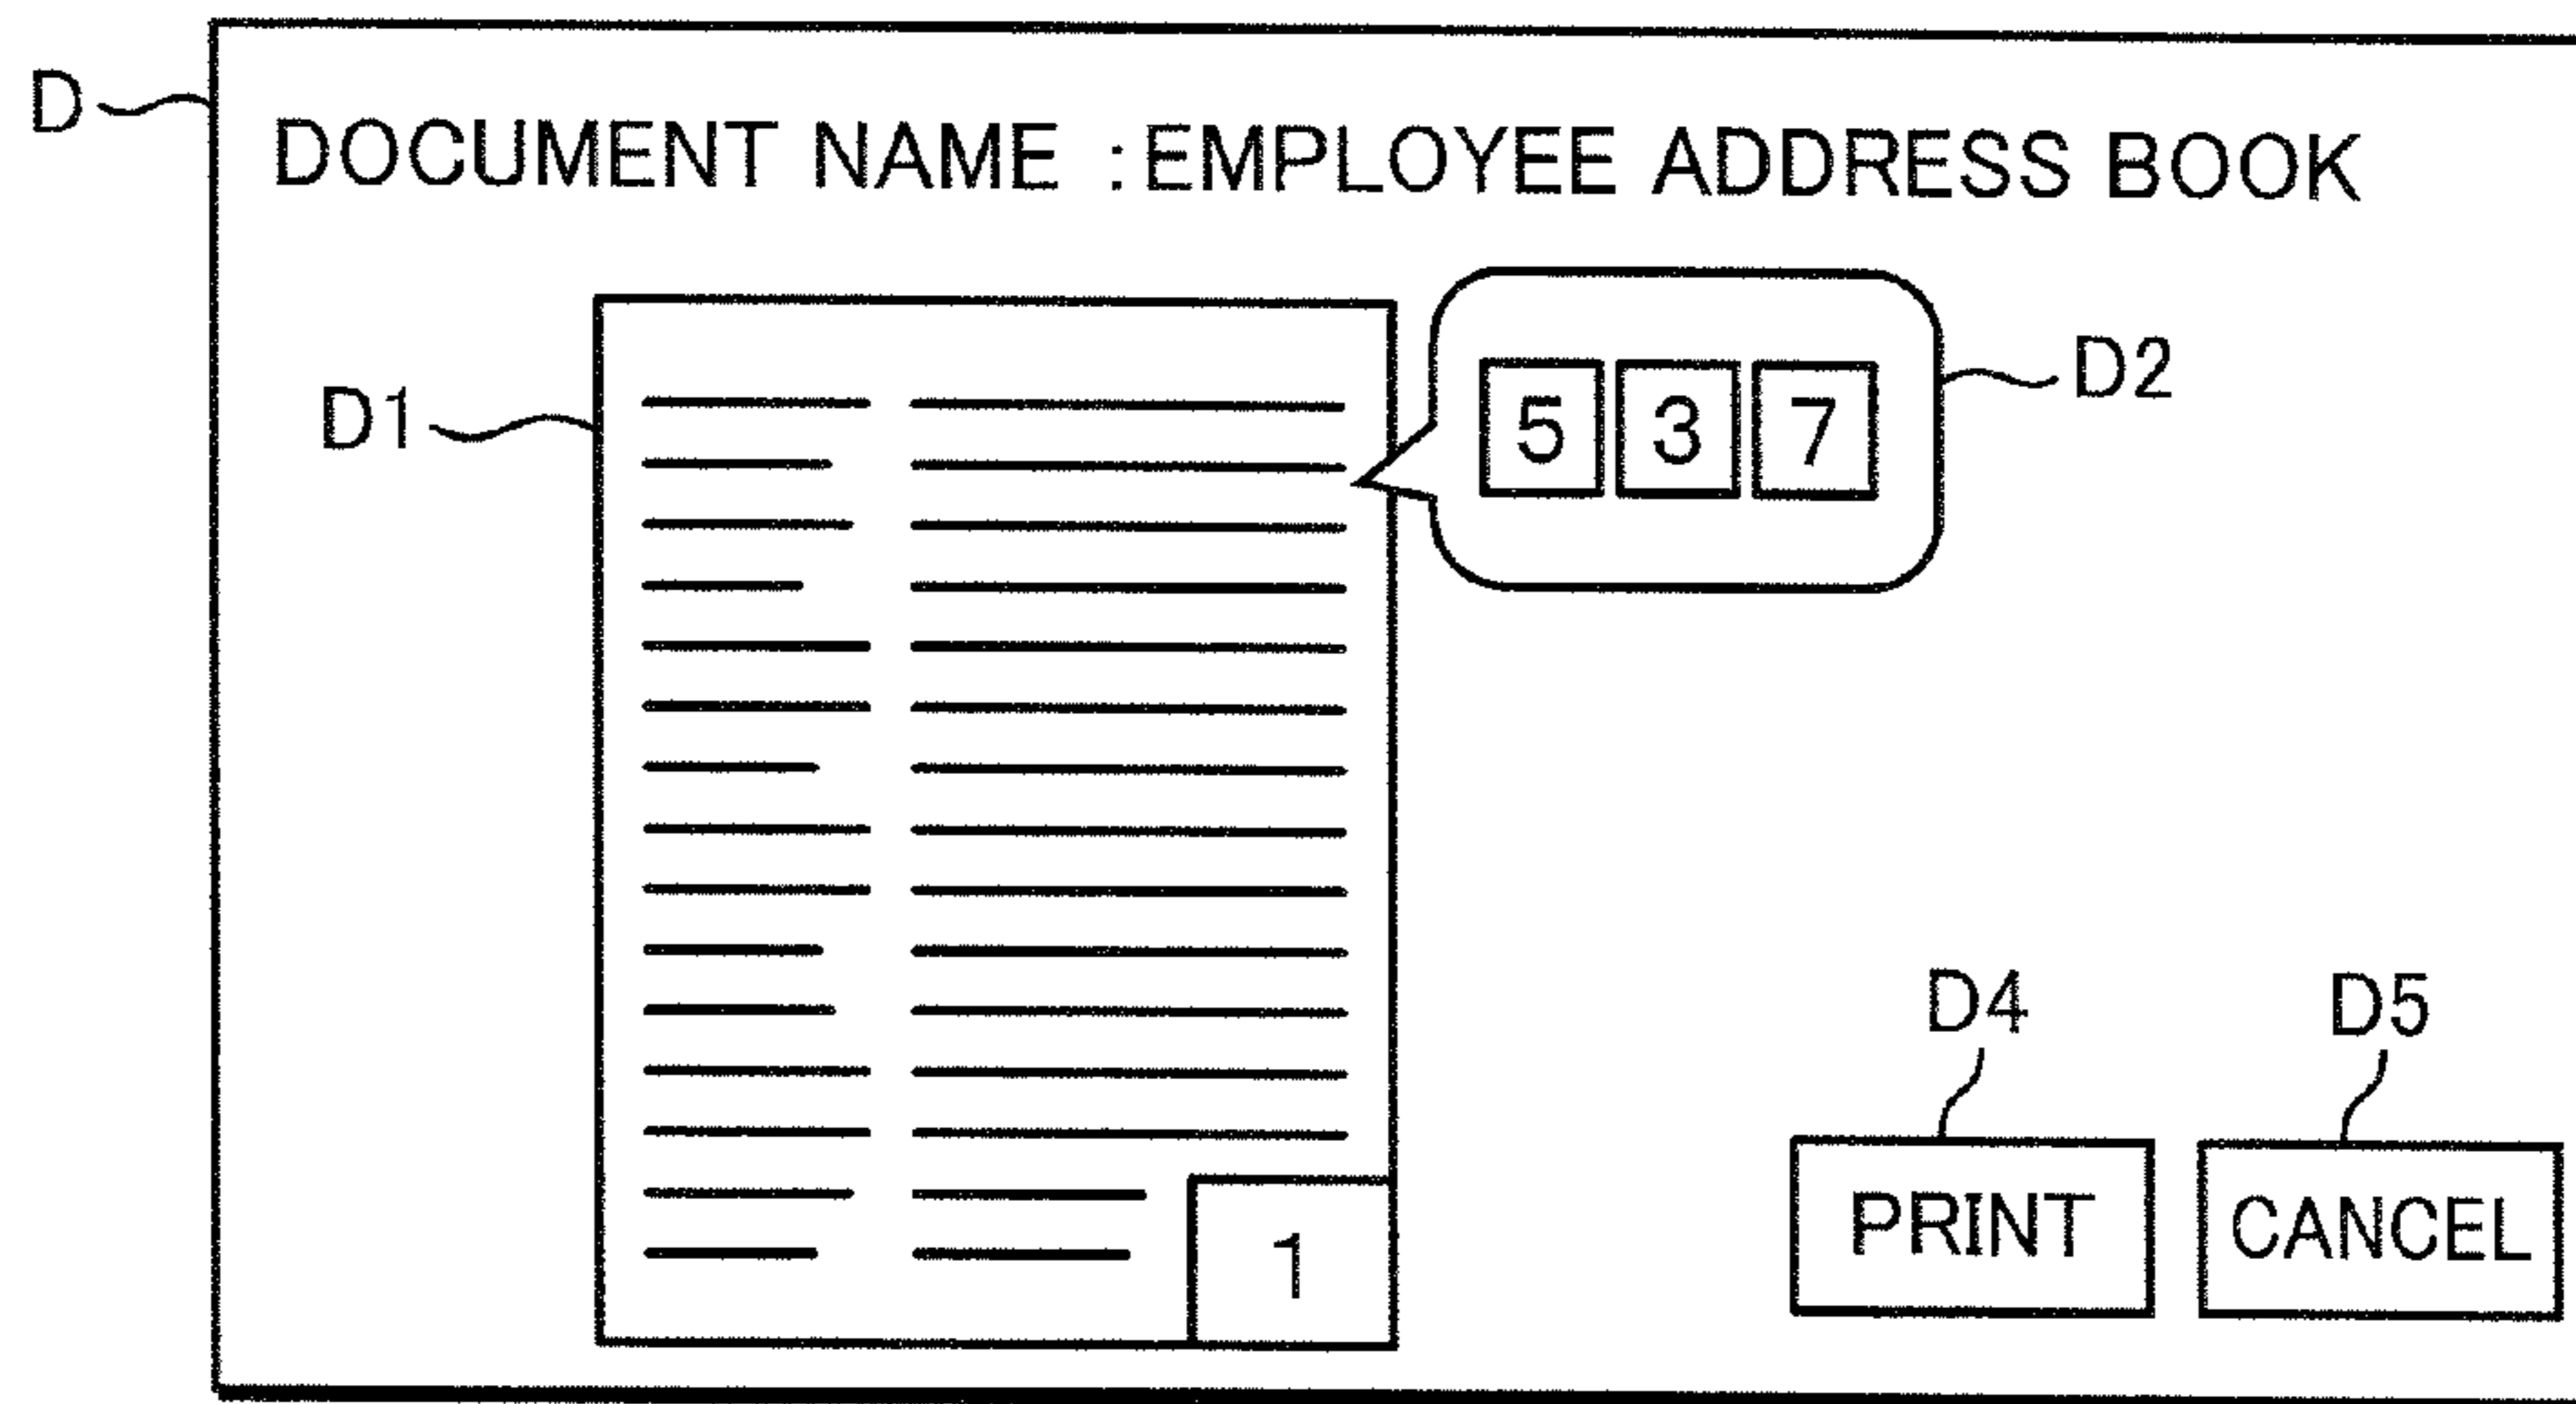 D
DOCUMENT NAME :EMPLOYEE ADDRESS BOOK
D1
5 3 7
D2
1
D4
D5
PRINT
CANCEL